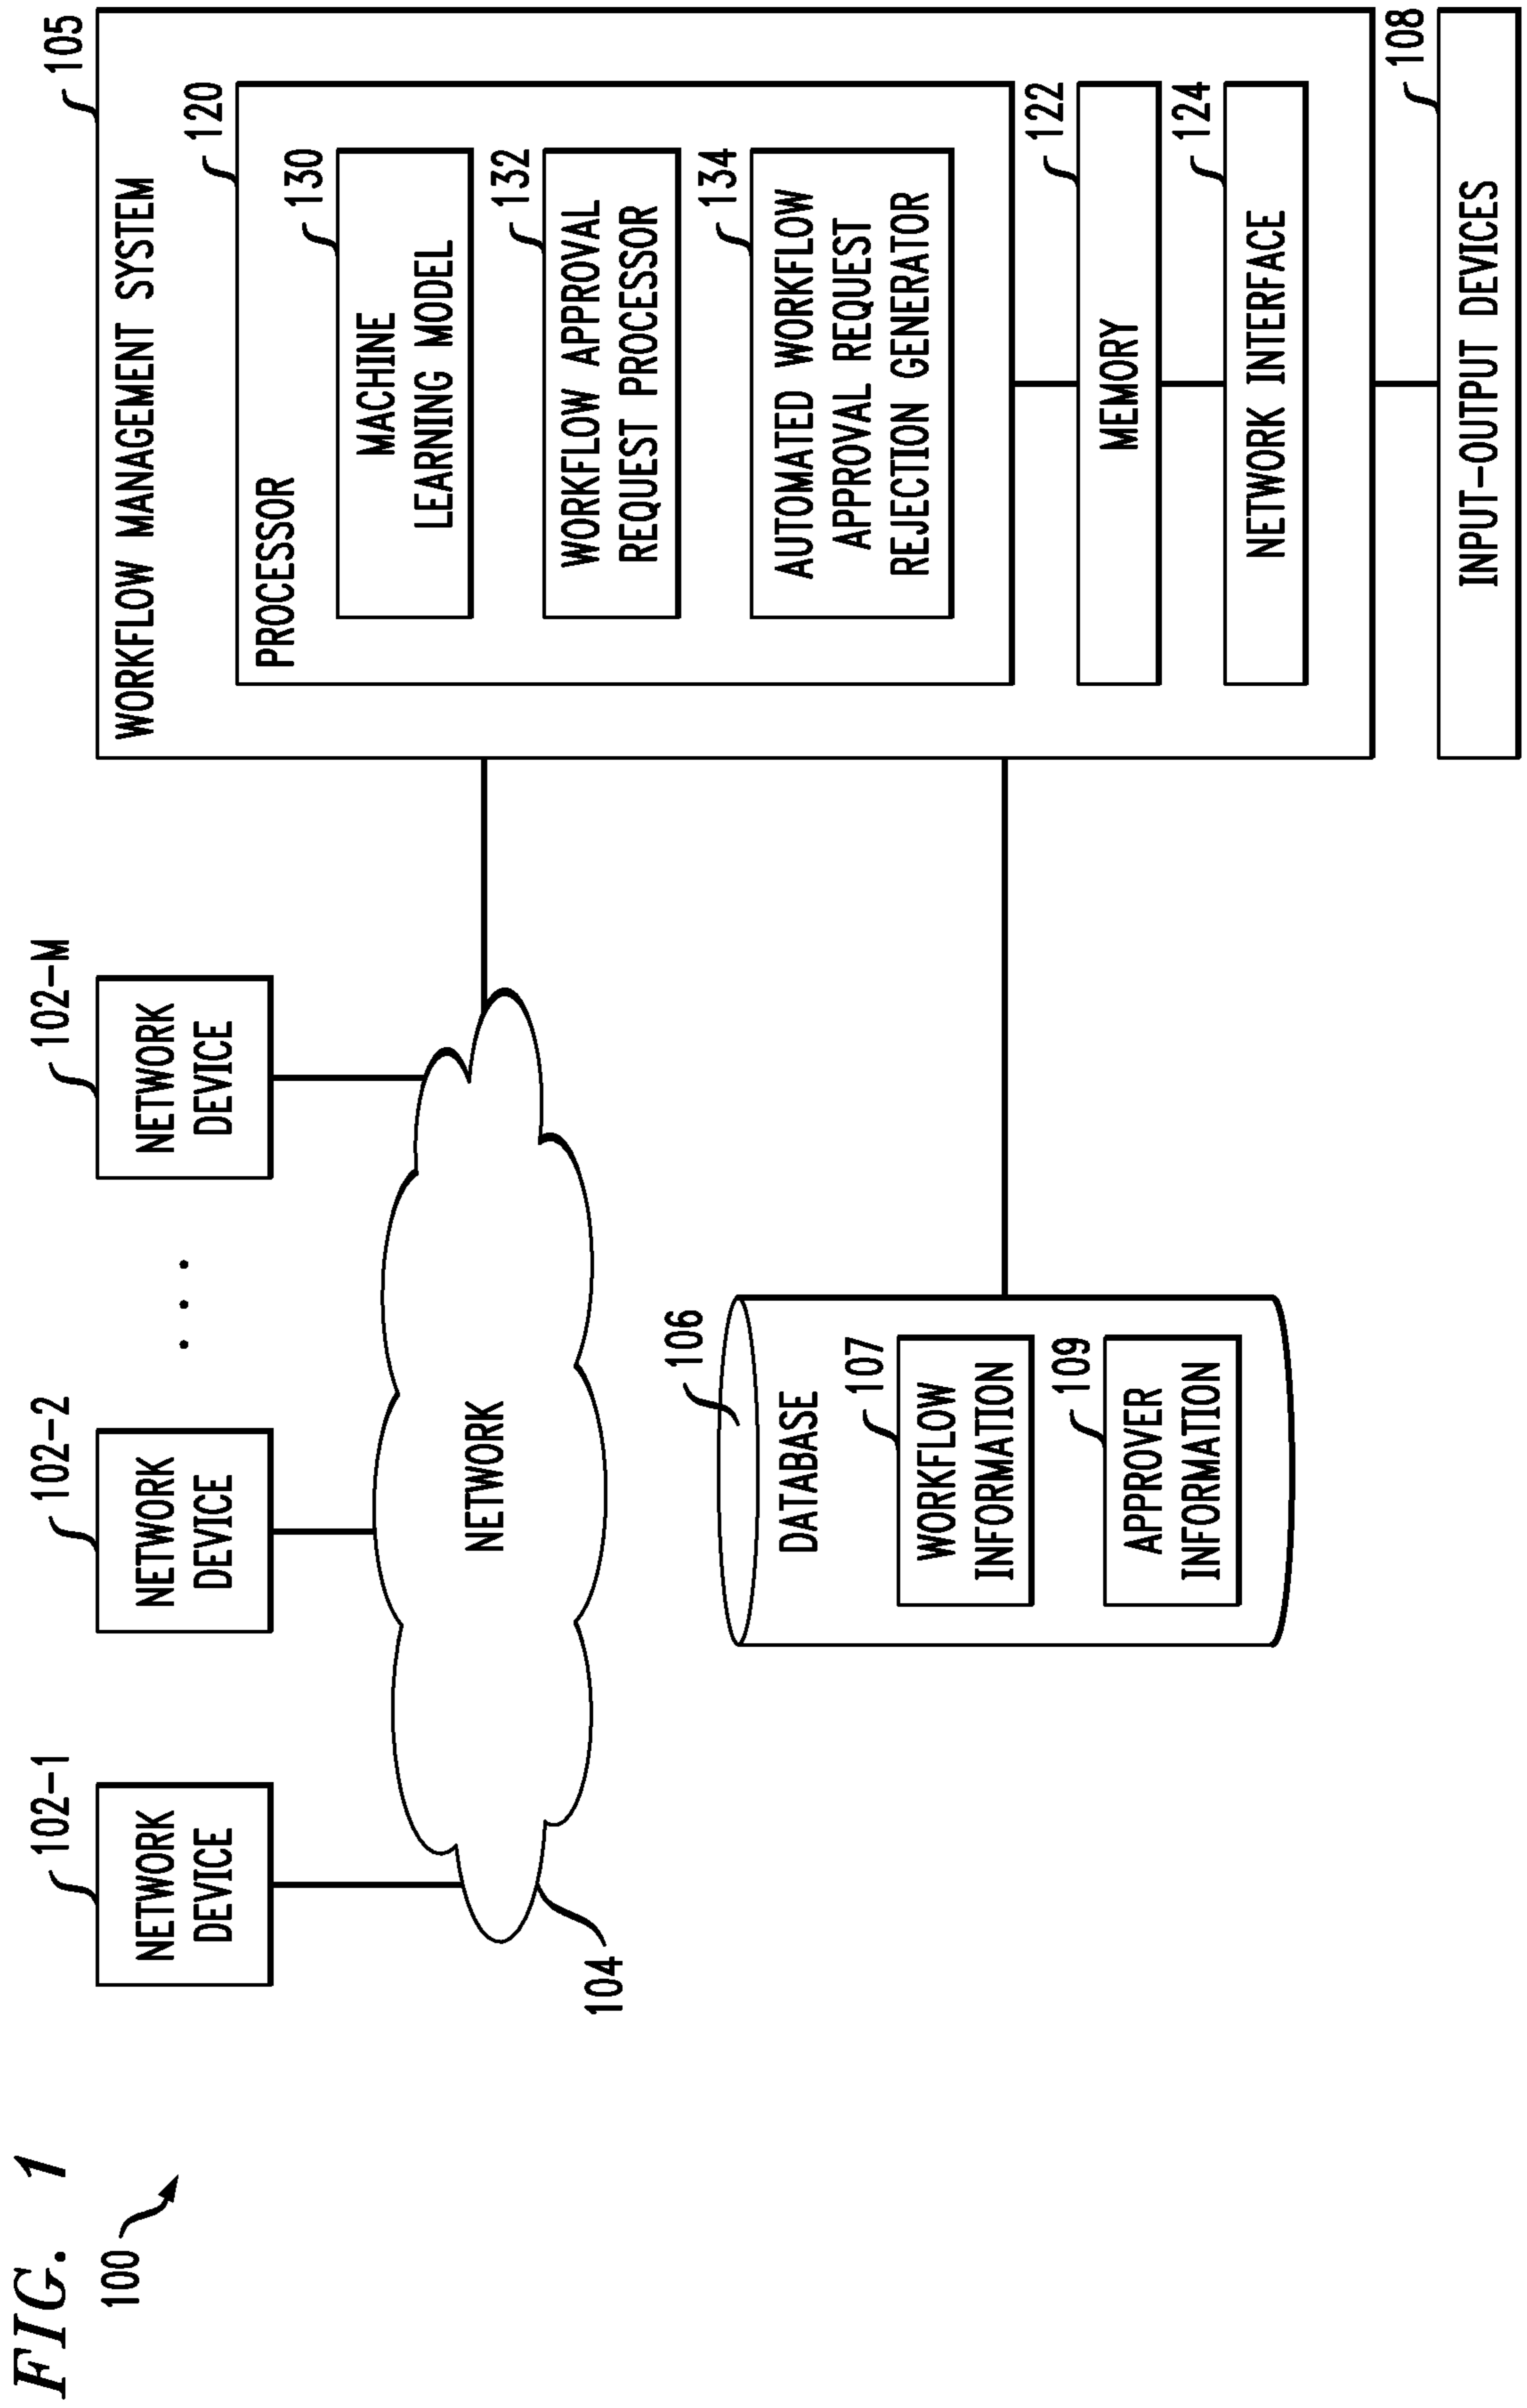 FIG. 1
100
102-1
NETWORK
DEVICE
102-2
NETWORK
DEVICE
. . .
102-M
NETWORK
DEVICE
NETWORK
104
106
DATABASE
107
WORKFLOW
INFORMATION
109
APPROVER
INFORMATION
105
WORKFLOW MANAGEMENT SYSTEM
120
PROCESSOR
130
MACHINE
LEARNING MODEL
132
WORKFLOW APPROVAL
REQUEST PROCESSOR
134
AUTOMATED WORKFLOW
APPROVAL REQUEST
REJECTION GENERATOR
122
MEMORY
124
NETWORK INTERFACE
108
INPUT-OUTPUT DEVICES